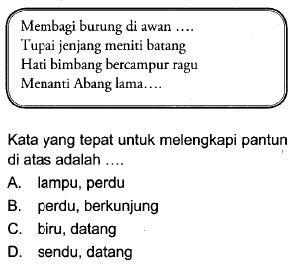 Membagi burung di awan ....
Tupai jenjang meniti batang
Hati bimbang bercampur ragu
Menanti Abang lama....
Kata yang tepat untuk melengkapi pantun
di atas adalah ....
A. lampu, perdu
B. perdu, berkunjung
C. biru, datang
D. sendu, datang